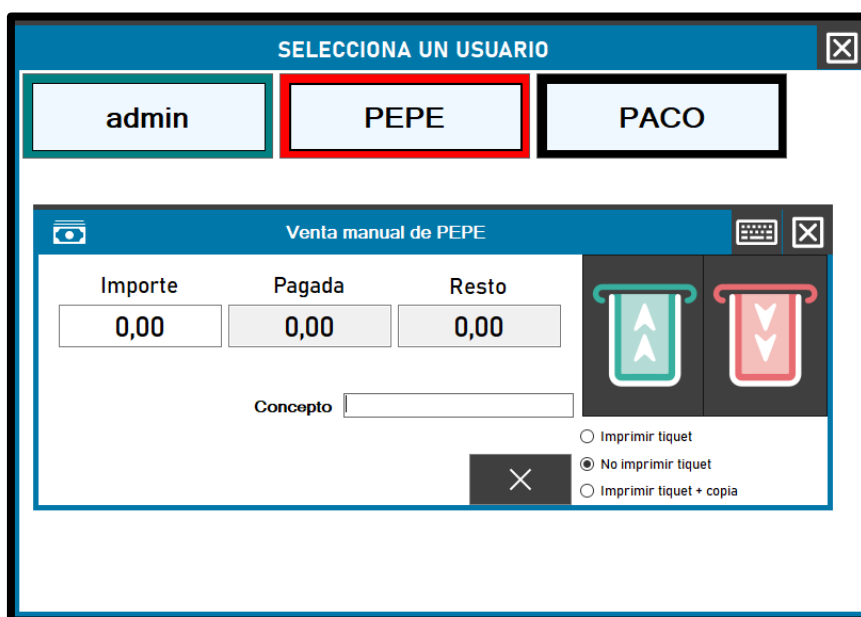 SELECCIONA UN USUARIO
admin PEPE PACO
Venta manual de PEPE
Importe Pagada Resto
0,00 0,00 0,00
Concepto
Imprimir tiquet
No imprimir tiquet
Imprimir tiquet + copia